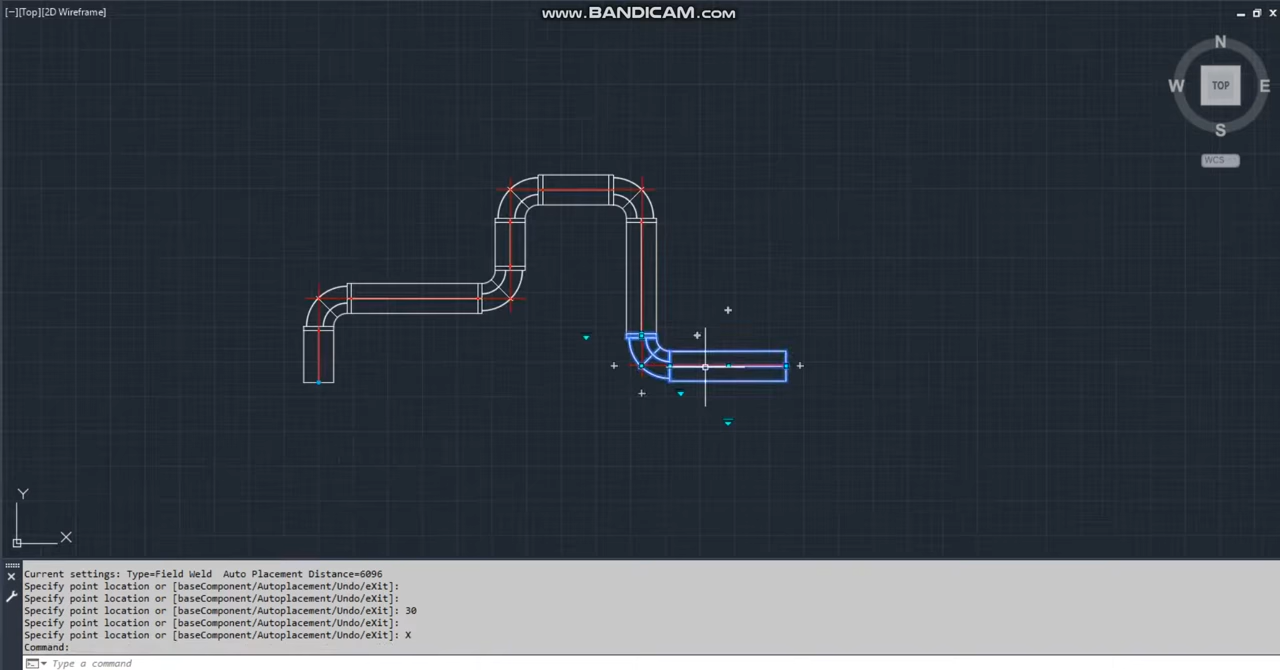 [−][Top][2D Wireframe]
www.BANDICAM.com
N
W
TOP
E
S
WCS
Y
X
Current settings: Type=Field Weld  Auto Placement Distance=6096
Specify point location or [baseComponent/Autoplacement/Undo/eXit]:
Specify point location or [baseComponent/Autoplacement/Undo/eXit]:
Specify point location or [baseComponent/Autoplacement/Undo/eXit]: 30
Specify point location or [baseComponent/Autoplacement/Undo/eXit]:
Specify point location or [baseComponent/Autoplacement/Undo/eXit]: X
Command:
Type a command